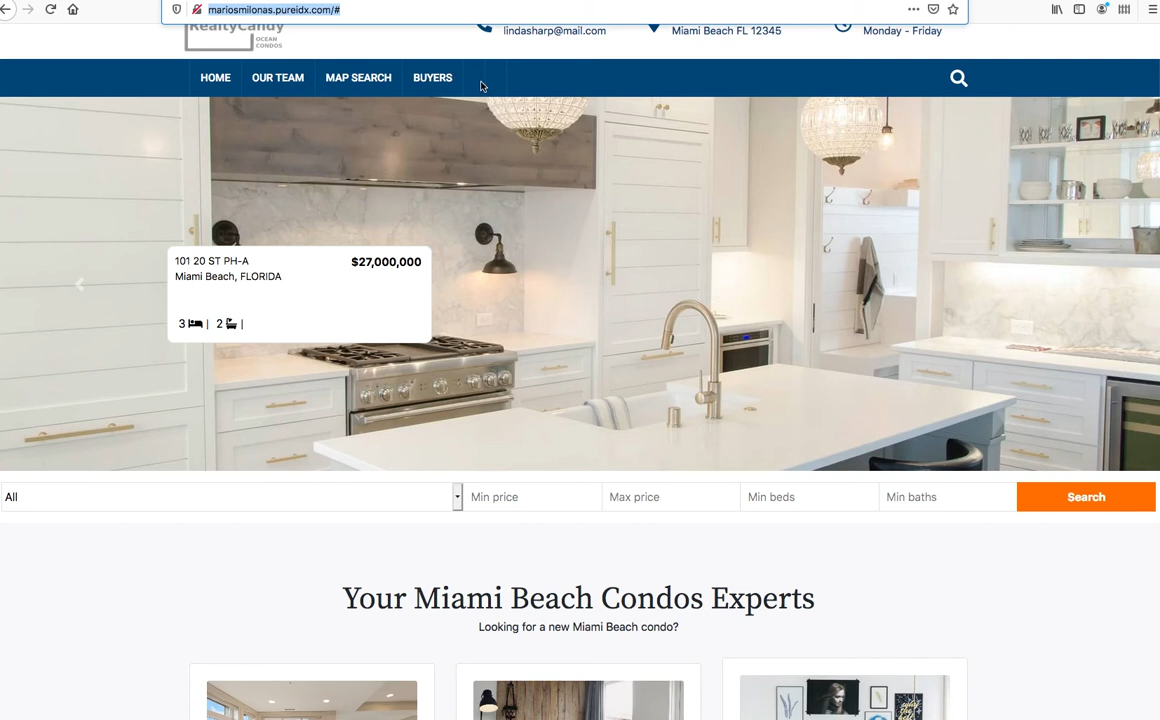 mariosmilonas.pureidx.com/#
RealtyCandy
OCEAN
CONDOS
lindasharp@mail.com
Miami Beach FL 12345
Monday - Friday
HOME
OUR TEAM
MAP SEARCH
BUYERS
101 20 ST PH-A
$27,000,000
Miami Beach, FLORIDA
3 | 2 |
All
Min price
Max price
Min beds
Min baths
Search
Your Miami Beach Condos Experts
Looking for a new Miami Beach condo?